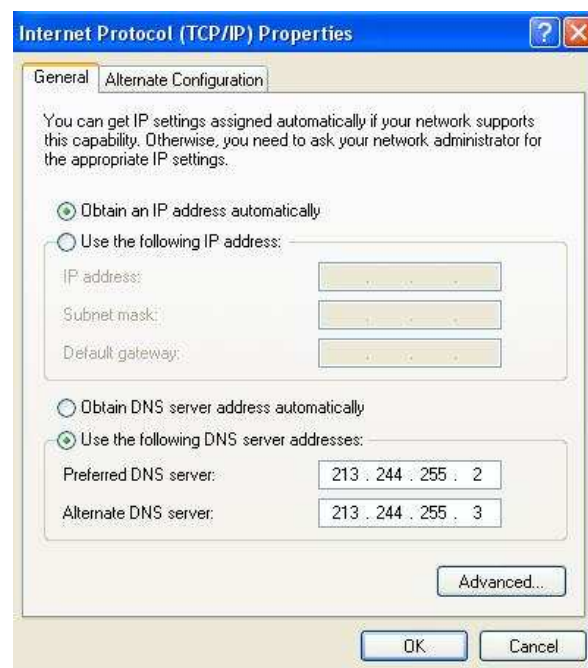 Internet Protocol (TCP/IP) Properties
General
Alternate Configuration
You can get IP settings assigned automatically if your network supports
this capability. Otherwise, you need to ask your network administrator for
the appropriate IP settings.
Obtain an IP address automatically
Use the following IP address:
IP address:
Subnet mask:
Default gateway:
Obtain DNS server address automatically
Use the following DNS server addresses:
Preferred DNS server: 213 . 244 . 255 . 2
Alternate DNS server: 213 . 244 . 255 . 3
Advanced...
OK
Cancel